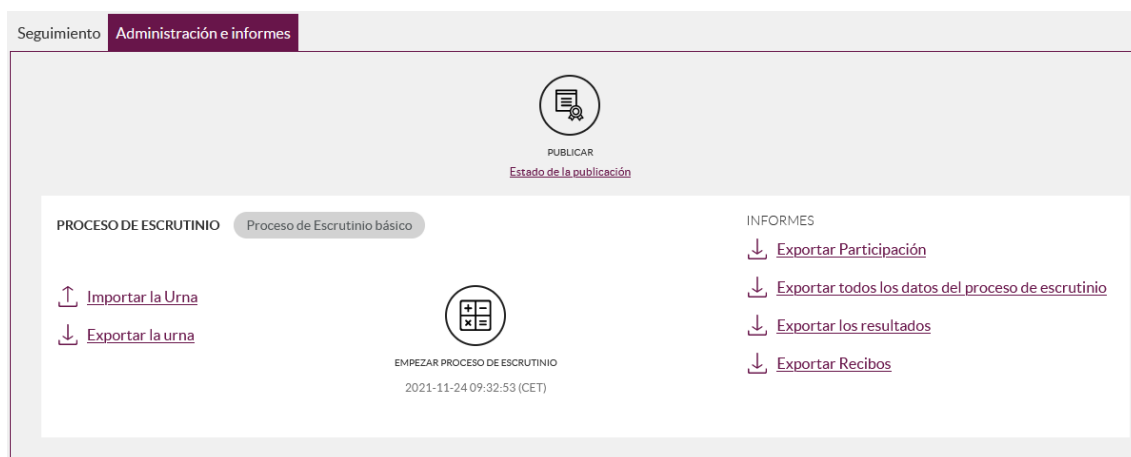 Seguimiento
Administración e informes
PUBLICAR
Estado de la publicación
PROCESO DE ESCRUTINIO
Proceso de Escrutinio básico
Importar la Urna
Exportar la urna
EMPEZAR PROCESO DE ESCRUTINIO
2021-11-24 09:32:53 (CET)
INFORMES
Exportar Participación
Exportar todos los datos del proceso de escrutinio
Exportar los resultados
Exportar Recibos